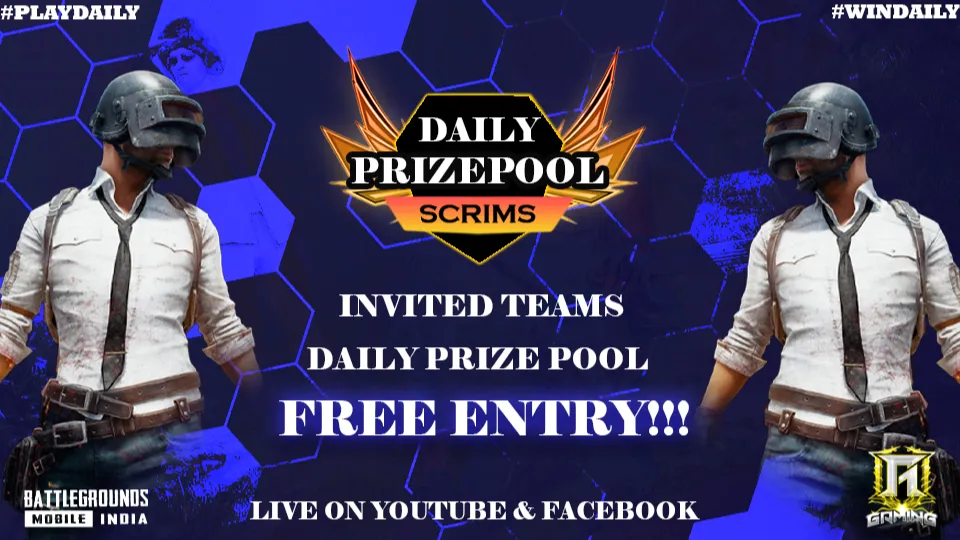 #PLAYDAILY
#WINDAILY
DAILY
PRIZEPOOL
SCRIMS
INVITED TEAMS
DAILY PRIZE POOL
FREE ENTRY!!!
LIVE ON YOUTUBE & FACEBOOK
BATTLEGROUNDS
MOBILE INDIA
GAMING